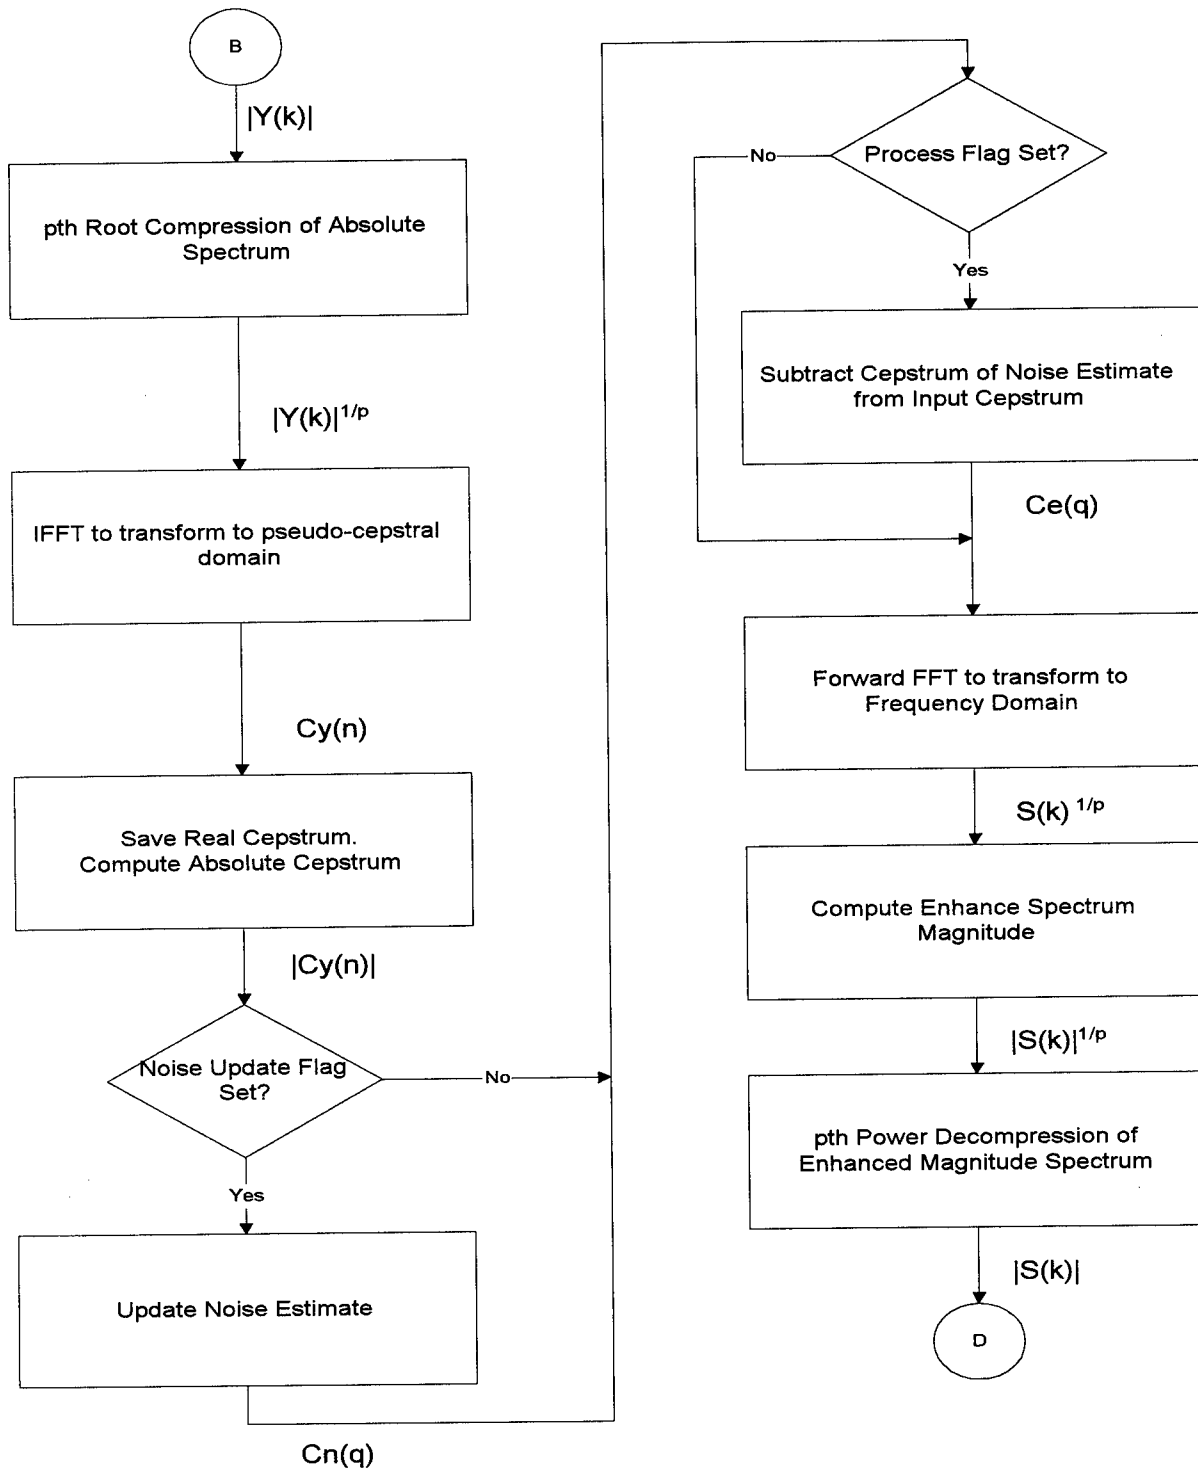 B
|Y(k)|
pth Root Compression of Absolute
Spectrum
|Y(k)|^1/p
IFFT to transform to pseudo-cepstral
domain
Cy(n)
Save Real Cepstrum.
Compute Absolute Cepstrum
|Cy(n)|
Noise Update Flag
Set?
No
Yes
Update Noise Estimate
Cn(q)
Process Flag Set?
No
Yes
Subtract Cepstrum of Noise Estimate
from Input Cepstrum
Ce(q)
Forward FFT to transform to
Frequency Domain
S(k)^1/p
Compute Enhance Spectrum
Magnitude
|S(k)|^1/p
pth Power Decompression of
Enhanced Magnitude Spectrum
|S(k)|
D